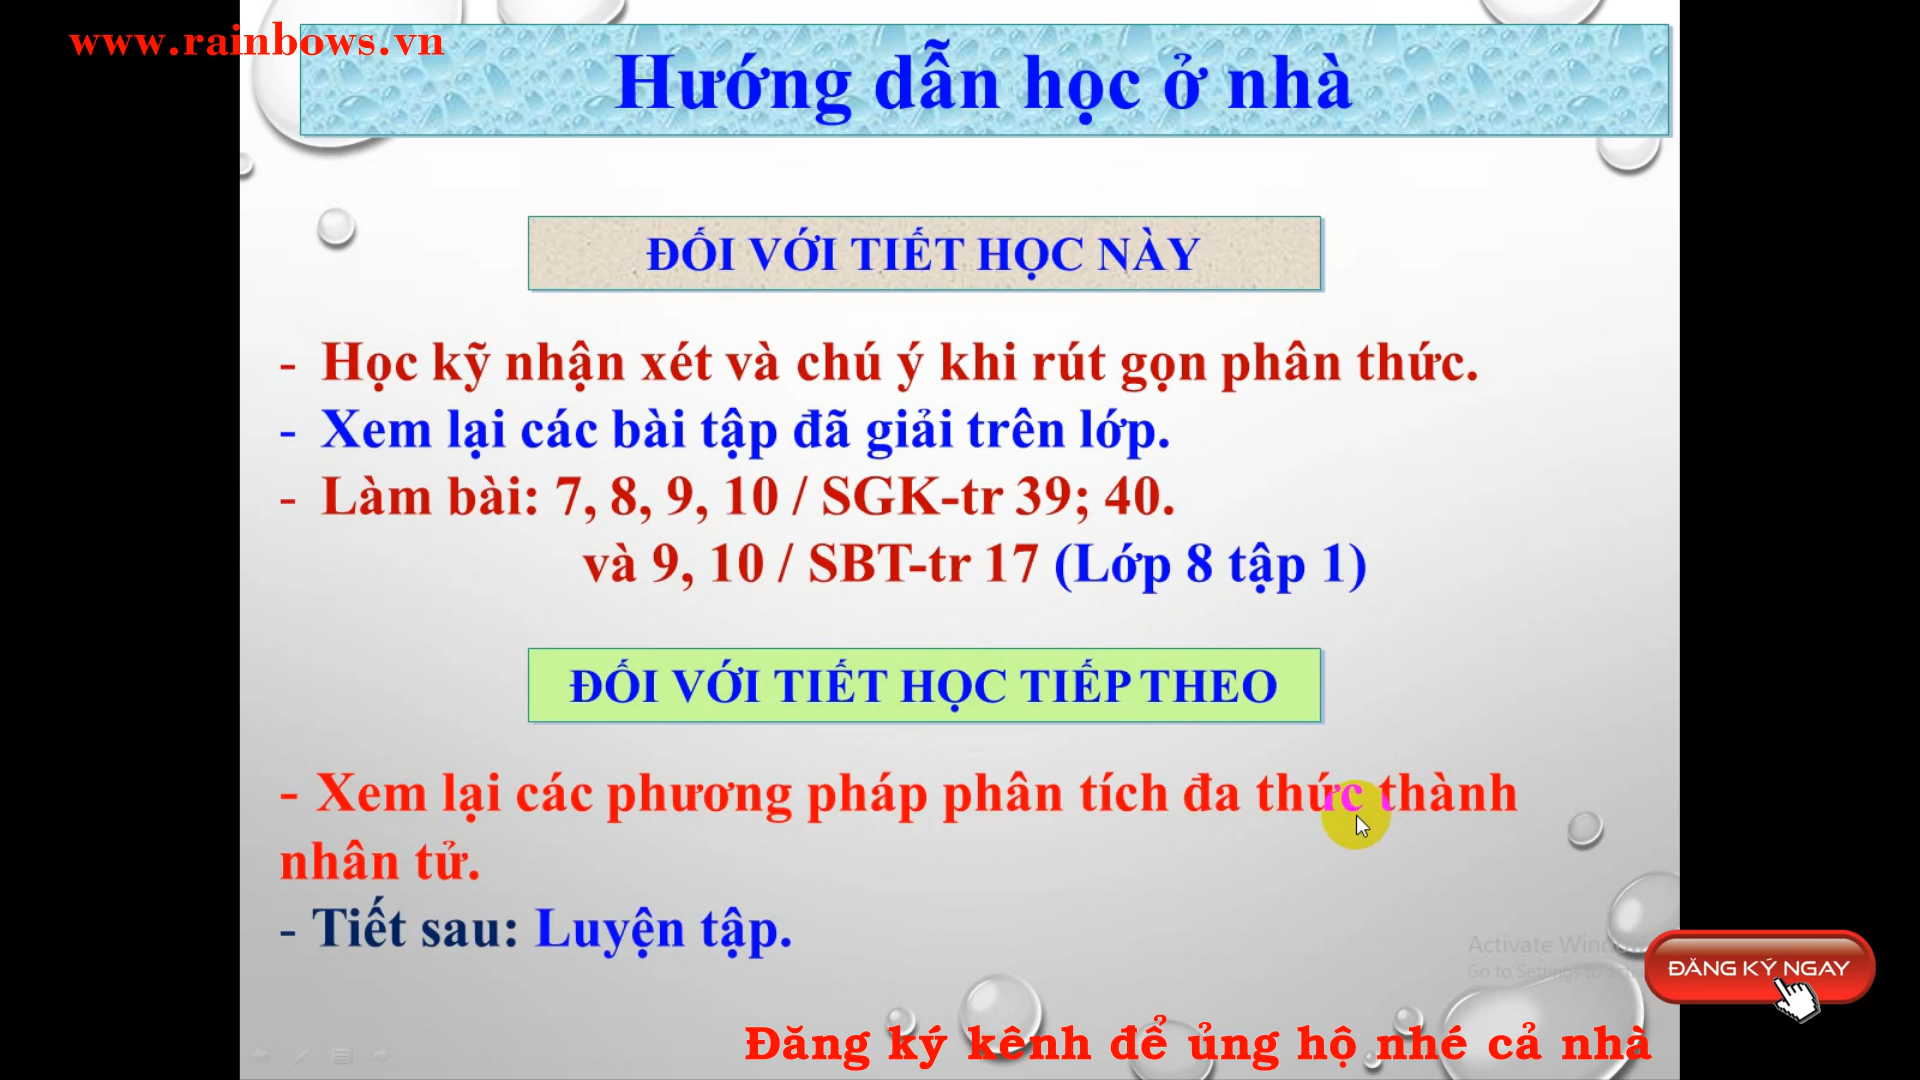 www.rainbows.vn
Hướng dẫn học ở nhà
ĐỐI VỚI TIẾT HỌC NÀY
- Học kỹ nhận xét và chú ý khi rút gọn phân thức.
- Xem lại các bài tập đã giải trên lớp.
- Làm bài: 7, 8, 9, 10 / SGK-tr 39; 40.
và 9, 10 / SBT-tr 17 (Lớp 8 tập 1)
ĐỐI VỚI TIẾT HỌC TIẾP THEO
- Xem lại các phương pháp phân tích đa thức thành
nhân tử.
- Tiết sau: Luyện tập.
Activate
Go to
ĐĂNG KÝ NGAY
Đăng ký kênh để ủng hộ nhé cả nhà